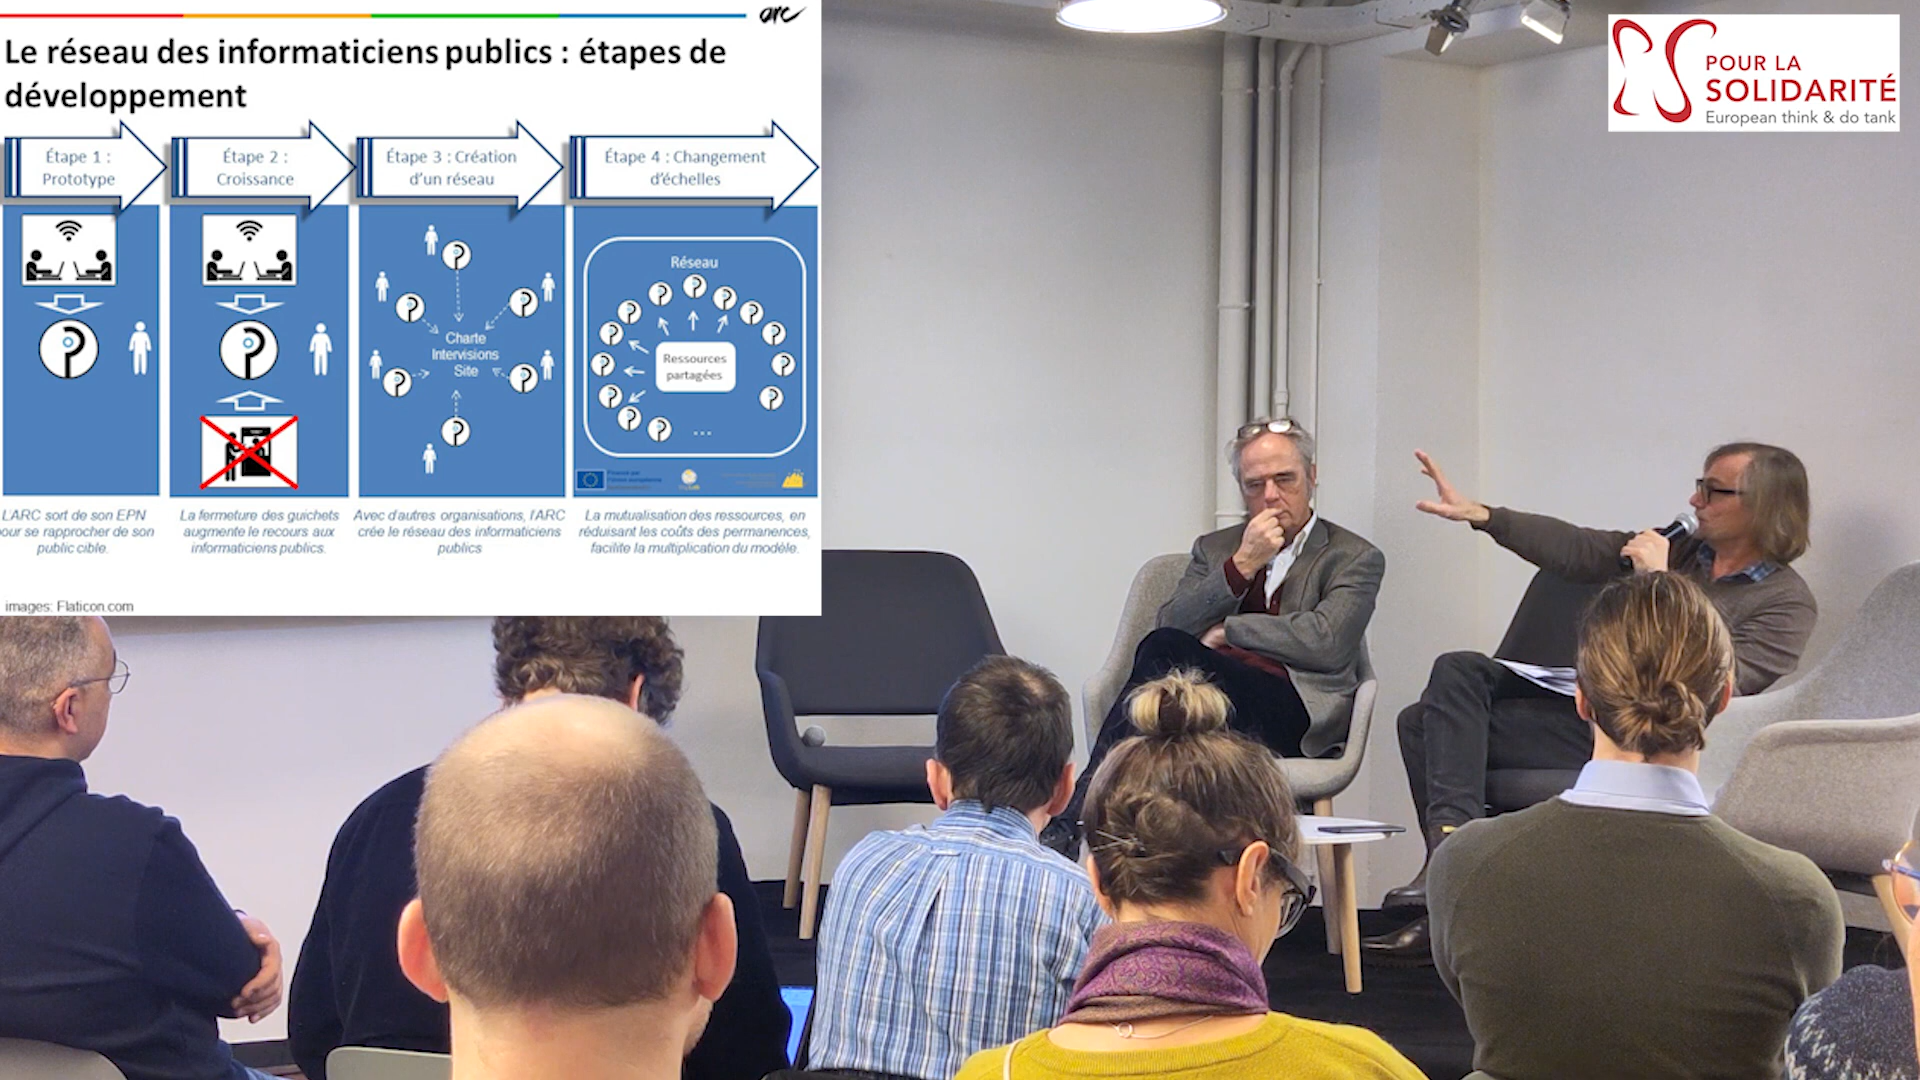 arc
Le réseau des informaticiens publics : étapes de
développement
Étape 1 :
Prototype
Étape 2 :
Croissance
Étape 3 : Création
d'un réseau
Étape 4 : Changement
d'échelles
Charte
Intervisions
Site
Réseau
Ressources
partagées
...
L'ARC sort de son EPN
pour se rapprocher de son
public cible.
La fermeture des guichets
augmente le recours aux
informaticiens publics.
Avec d'autres organisations, l'ARC
crée le réseau des informaticiens
publics
La mutualisation des ressources, en
réduisant les coûts des permanences,
facilite la multiplication du modèle.
images: Flaticon.com
POUR LA
SOLIDARITÉ
European think & do tank